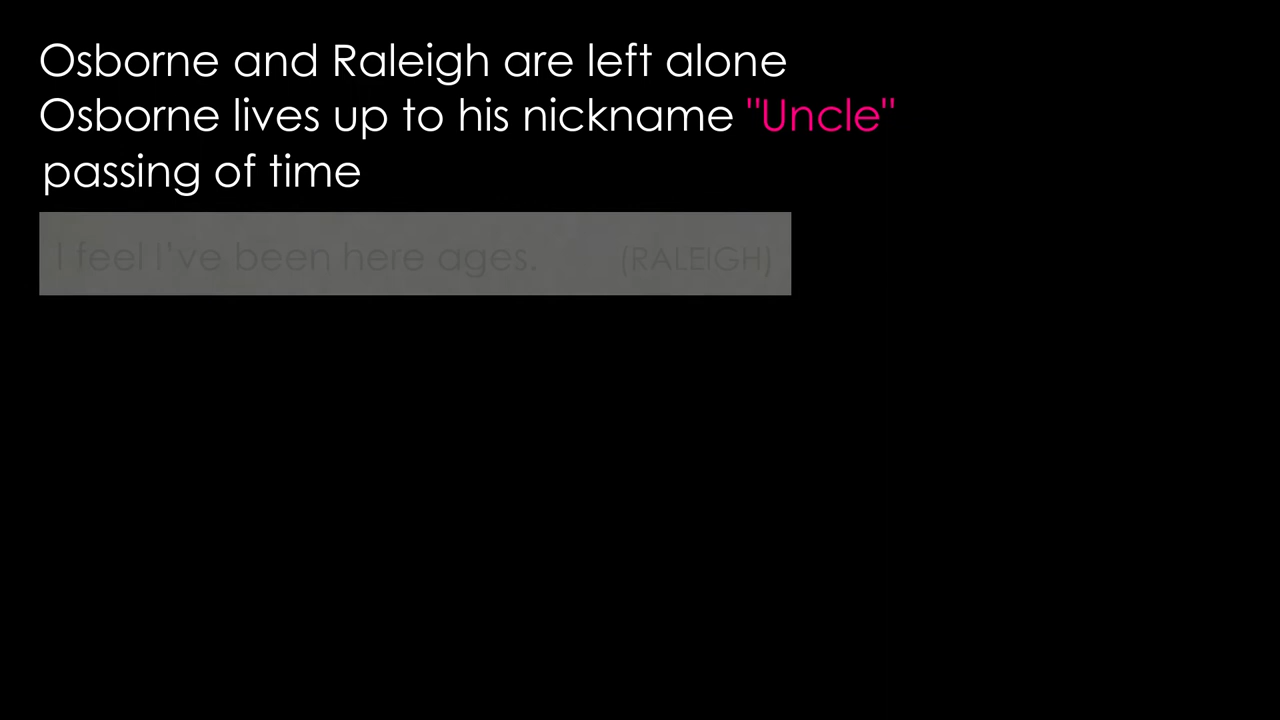 Osborne and Raleigh are left alone
Osborne lives up to his nickname "Uncle"
passing of time
I feel I've been here ages. (RALEIGH)